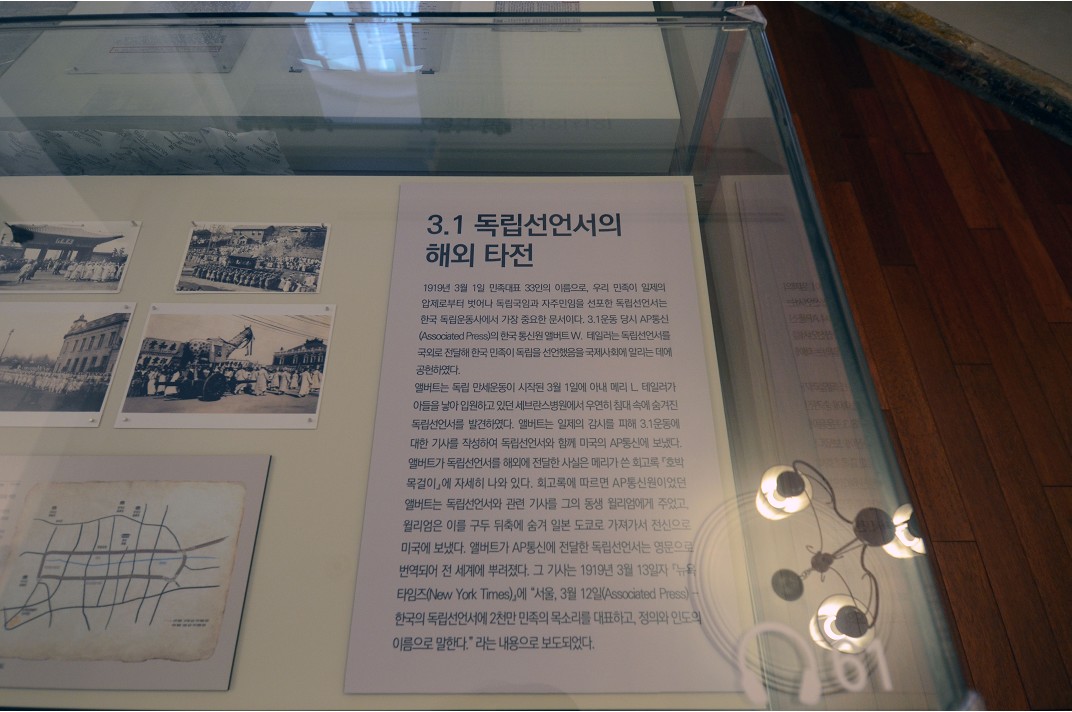 3.1 독립선언서의
해외 타전
1919년 3월 1일 민족대표 33인의 이름으로, 우리 민족이 일제의
압제로부터 벗어나 독립국임과 자주민임을 선포한 독립선언서는
한국 독립운동사에서 가장 중요한 문서이다. 3.1운동 당시 AP통신
(Associated Press)의 한국 통신원 앨버트 W. 테일러는 독립선언서를
국외로 전달해 한국 민족이 독립을 선언했음을 국제사회에 알리는 데에
공헌하였다.
앨버트는 독립 만세운동이 시작된 3월 1일에 아내 메리 L. 테일러가
아들을 낳아 입원하고 있던 세브란스병원에서 우연히 침대 속에 숨겨진
독립선언서를 발견하였다. 앨버트는 일제의 감시를 피해 3.1운동에
대한 기사를 작성하여 독립선언서와 함께 미국의 AP통신에 보냈다.
앨버트가 독립선언서를 해외에 전달한 사실은 메리가 쓴 회고록 『호박
목걸이』에 자세히 나와 있다. 회고록에 따르면 AP통신원이었던
앨버트는 독립선언서와 관련 기사를 그의 동생 윌리엄에게 주었고,
윌리엄은 이를 구두 뒤축에 숨겨 일본 도쿄로 가져가서 전신으로
미국에 보냈다. 앨버트가 AP통신에 전달한 독립선언서는 영문으로
번역되어 전 세계에 뿌려졌다. 그 기사는 1919년 3월 13일자 『뉴욕
타임즈(New York Times)』에 "서울, 3월 12일(Associated Press) -
한국의 독립선언서에 2천만 민족의 목소리를 대표하고, 정의와 인도의
이름으로 말한다." 라는 내용으로 보도되었다.
61